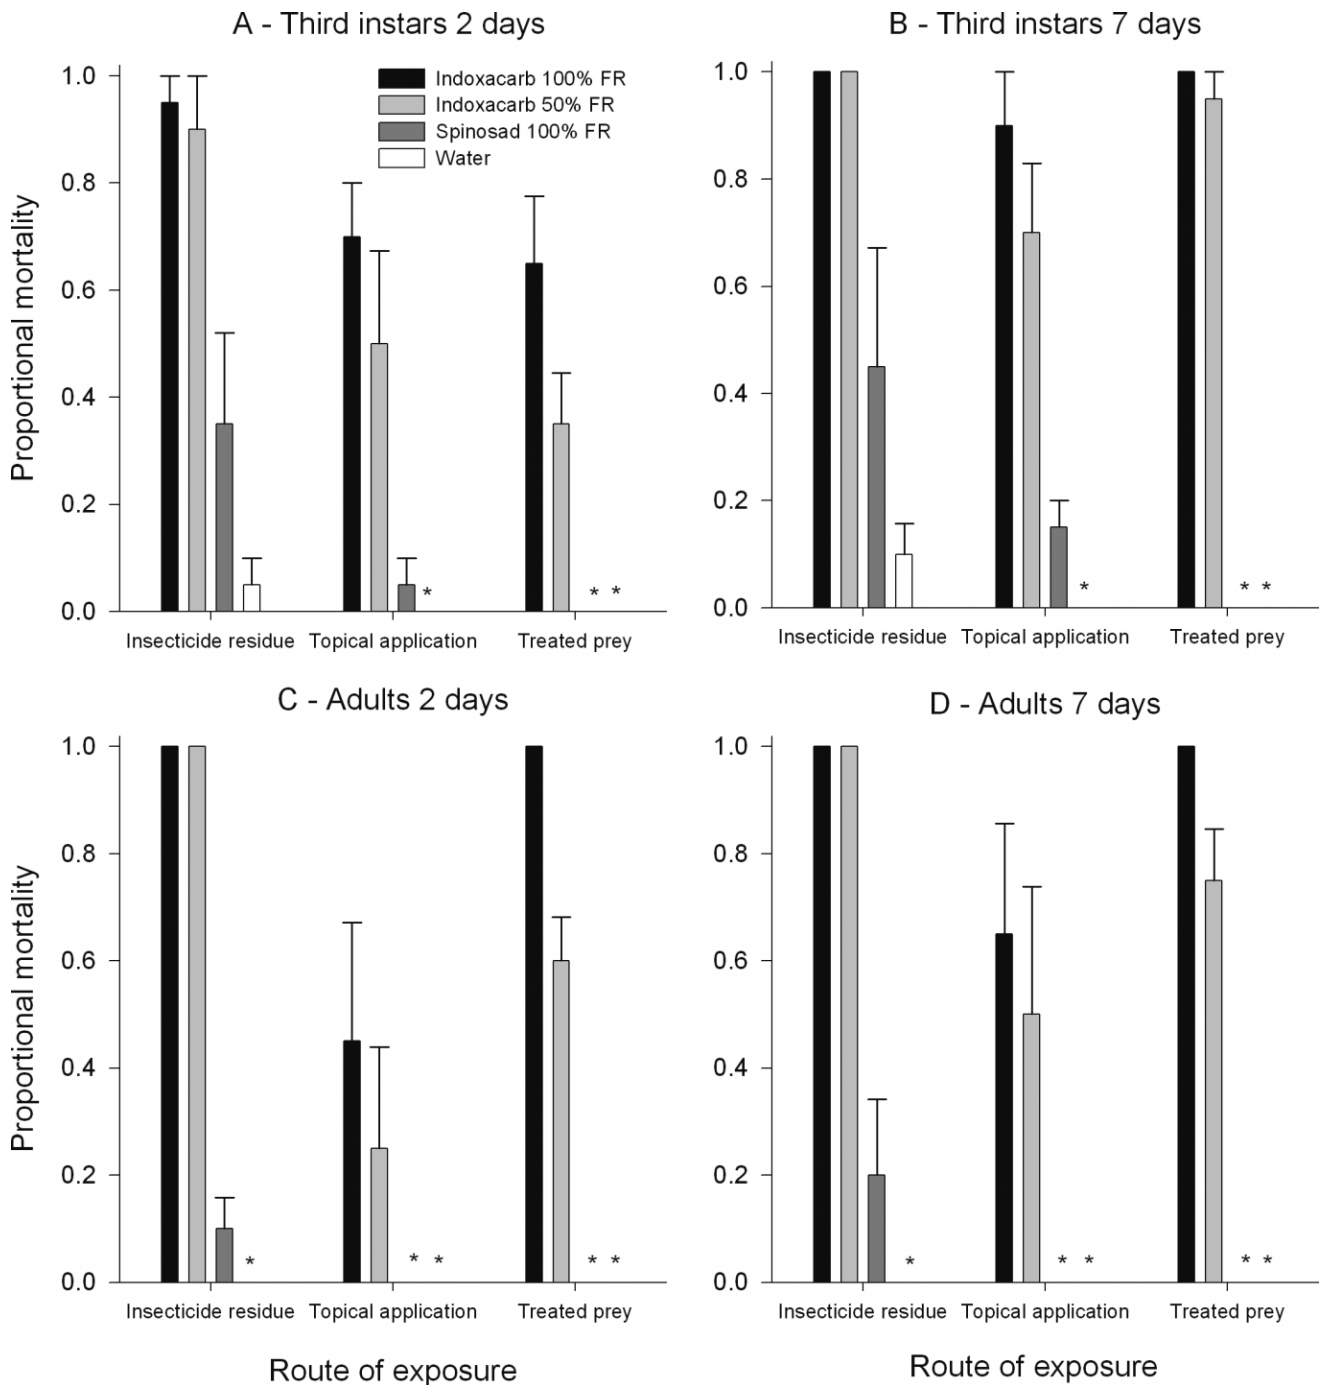 A - Third instars 2 days
Indoxacarb 100% FR
Indoxacarb 50% FR
Spinosad 100% FR
Water
Proportional mortality
1.0
0.8
0.6
0.4
0.2
0.0
* * *
Insecticide residue Topical application Treated prey
B - Third instars 7 days
1.0
0.8
0.6
0.4
0.2
0.0
* * *
Insecticide residue Topical application Treated prey
C - Adults 2 days
Proportional mortality
1.0
0.8
0.6
0.4
0.2
0.0
* * * * *
Insecticide residue Topical application Treated prey
Route of exposure
D - Adults 7 days
1.0
0.8
0.6
0.4
0.2
0.0
* * * * *
Insecticide residue Topical application Treated prey
Route of exposure